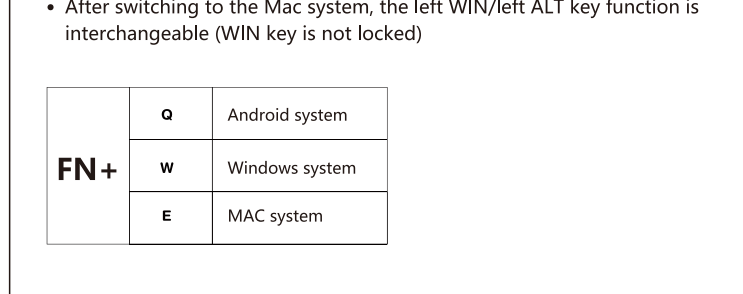 • After switching to the Mac system, the left WIN/left ALT key function is
interchangeable (WIN key is not locked)
Q Android system
FN+ W Windows system
E MAC system